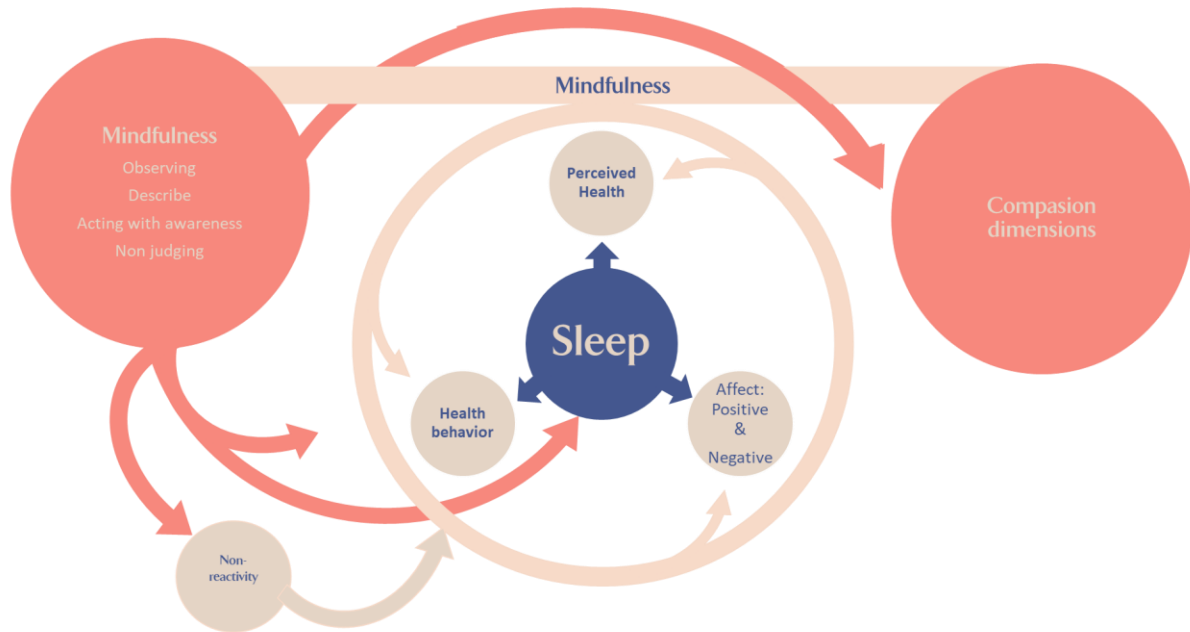 Mindfulness
Mindfulness
Observing
Describe
Acting with awareness
Non judging
Perceived
Health
Compasion
dimensions
Sleep
Health
behavior
Affect:
Positive
&
Negative
Non-
reactivity